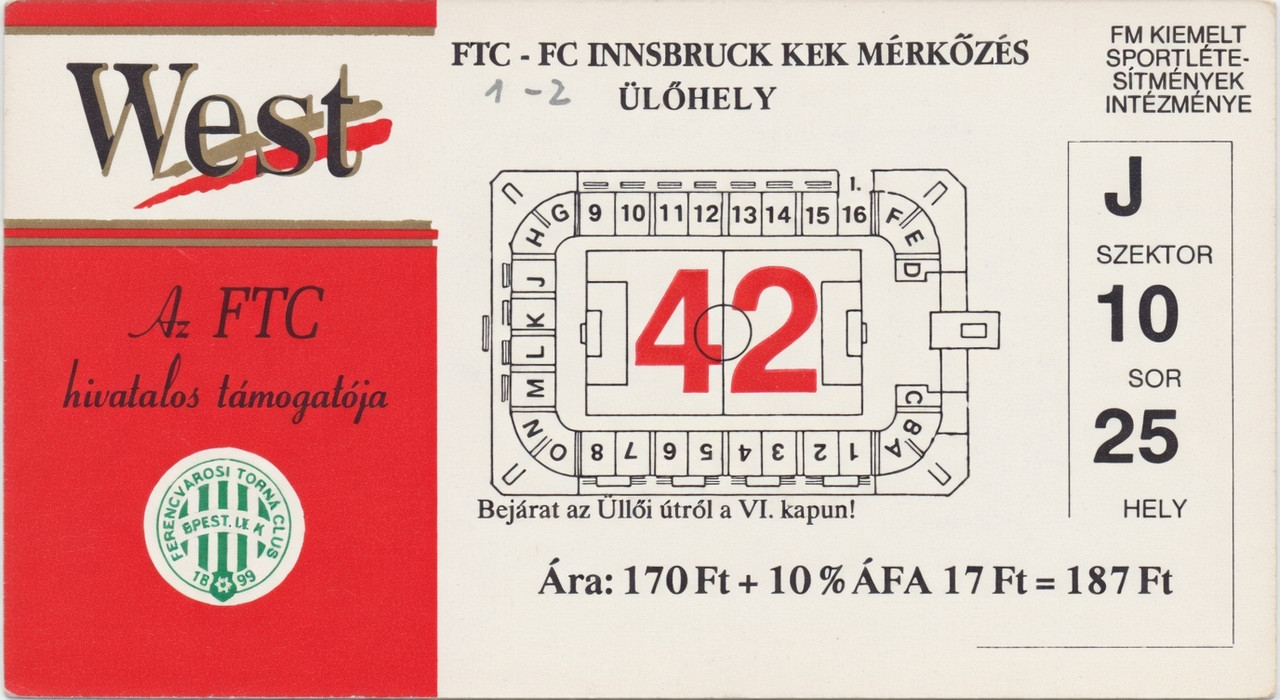 West
Az FTC
hivatalos támogatója
FERENCVAROSI TORNA CLUS
BPEST. IX. K
18 99
FTC - FC INNSBRUCK KEK MÉRKŐZÉS
1 - 2
ÜLŐHELY
1.
G 9 10 11 12 13 14 15 16 F
H E
J D
K
L
M C
N B
O 8 7 6 5 4 3 2 1 A
42
Bejárat az Üllői útról a VI. kapun!
Ára: 170 Ft + 10 % ÁFA 17 Ft = 187 Ft
FM KIEMELT
SPORTLÉTE-
SÍTMÉNYEK
INTÉZMÉNYE
J
SZEKTOR
10
SOR
25
HELY